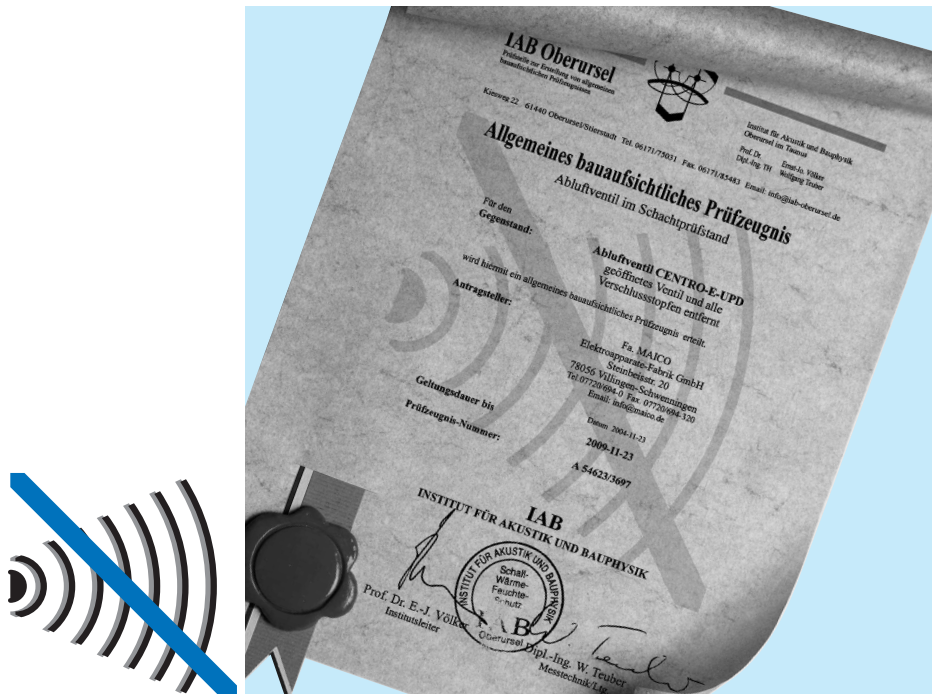 IAB Oberursel
Prüfstelle zur Erstellung von allgemeinen
bauaufsichtlichen Prüfzeugnissen
Institut für Akustik und Bauphysik
Oberursel im Taunus
Prof. Dr. Ernst-Jo. Völker
Dipl.-Ing. TH Wolfgang Teuber
Kiesweg 22 61440 Oberursel/Stierstadt Tel. 06171/75031 Fax. 06171/85483 Email: info@iab-oberursel.de
Allgemeines bauaufsichtliches Prüfzeugnis
Abluftventil im Schachtprüfstand
Für den
Gegenstand:
Abluftventil CENTRO-E-UPD
geöffnetes Ventil und alle
Verschlussstopfen entfernt
wird hiermit ein allgemeines bauaufsichtliches Prüfzeugnis erteilt.
Antragsteller:
Fa. MAICO
Elektroapparate-Fabrik GmbH
Steinbeisstr. 20
78056 Villingen-Schwenningen
Tel.07720/694-0 Fax. 07720/694-320
Email: info@maico.de
Datum 2004-11-23
Geltungsdauer bis
2009-11-23
Prüfzeugnis-Nummer:
A 54623/3697
IAB
INSTITUT FÜR AKUSTIK UND BAUPHYSIK
INSTITUT FÜR AKUSTIK UND BAUPHYSIK
Schall-
Wärme-
Feuchte-
Schutz
IAB
Oberursel
Prof. Dr. E.-J. Völker
Institutsleiter
Dipl.-Ing. W. Teuber
Messtechnik/Ltg.